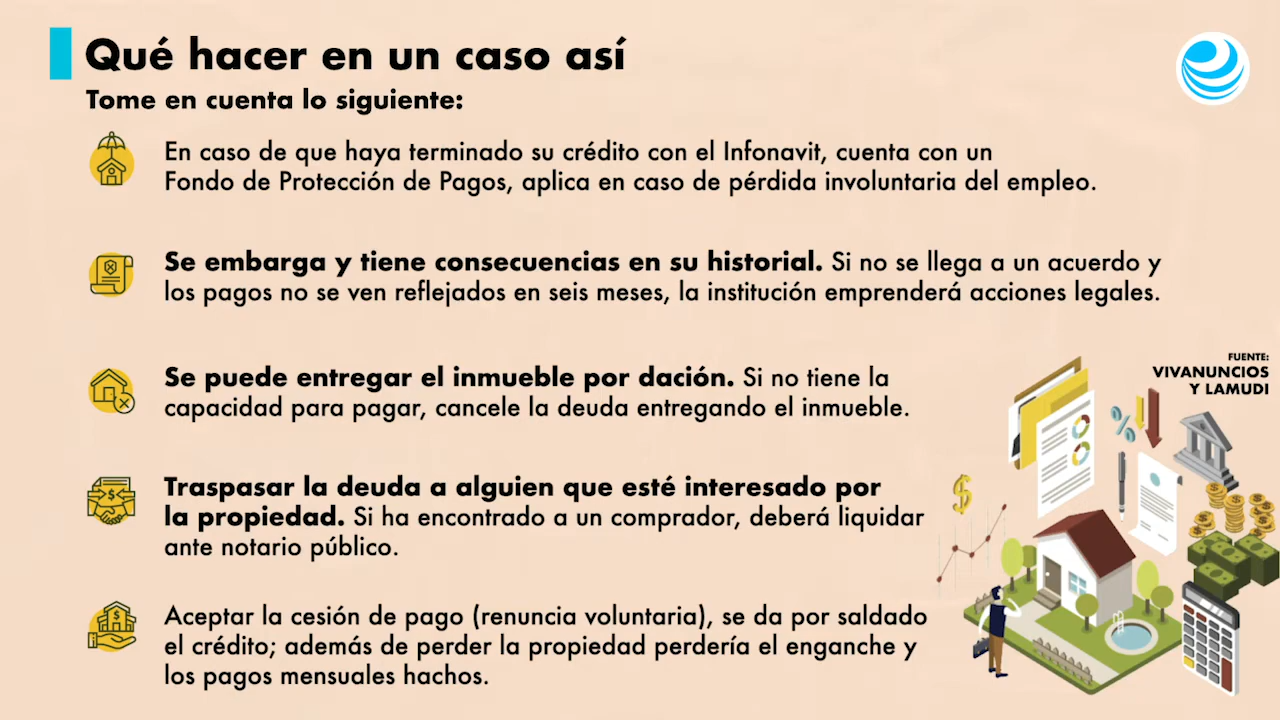 Qué hacer en un caso así
Tome en cuenta lo siguiente:
En caso de que haya terminado su crédito con el Infonavit, cuenta con un
Fondo de Protección de Pagos, aplica en caso de pérdida involuntaria del empleo.
Se embarga y tiene consecuencias en su historial. Si no se llega a un acuerdo y
los pagos no se ven reflejados en seis meses, la institución emprenderá acciones legales.
Se puede entregar el inmueble por dación. Si no tiene la
capacidad para pagar, cancele la deuda entregando el inmueble.
FUENTE:
VIVANUNCIOS
Y LAMUDI
Traspasar la deuda a alguien que esté interesado por
la propiedad. Si ha encontrado a un comprador, deberá liquidar
ante notario público.
Aceptar la cesión de pago (renuncia voluntaria), se da por saldado
el crédito; además de perder la propiedad perdería el enganche y
los pagos mensuales hachos.